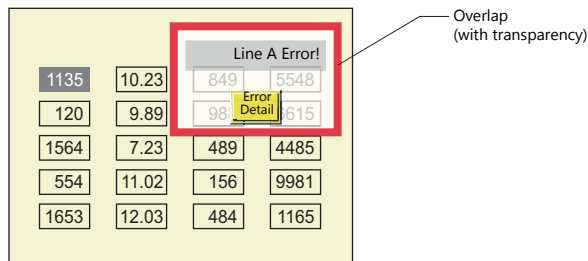 Overlap
(with transparency)
Line A Error!
1135 10.23 849 5548
Error
Detail
120 9.89
1564 7.23 489 4485
554 11.02 156 9981
1653 12.03 484 1165